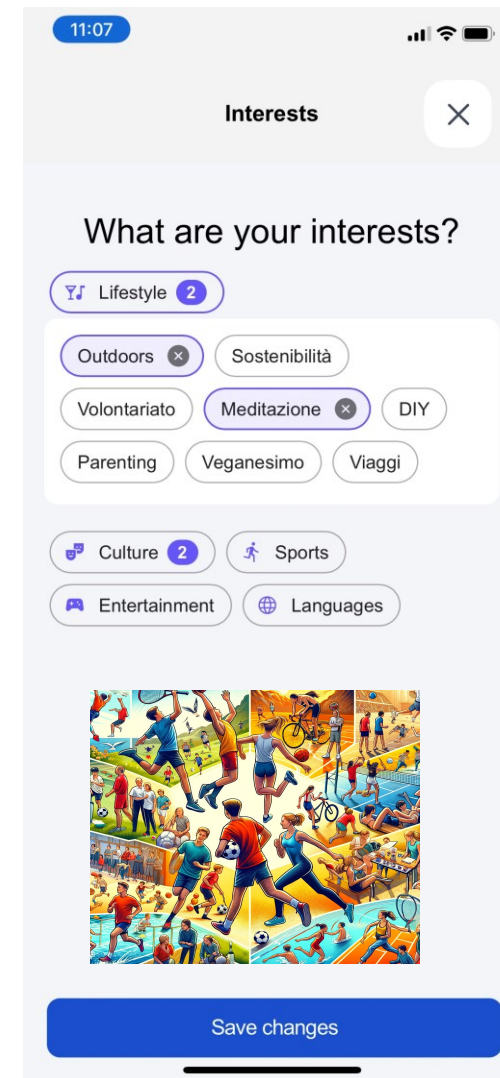 11:07
Interests
What are your interests?
Lifestyle 2
Outdoors Sostenibilità
Volontariato Meditazione DIY
Parenting Veganesimo Viaggi
Culture 2 Sports
Entertainment Languages
Save changes